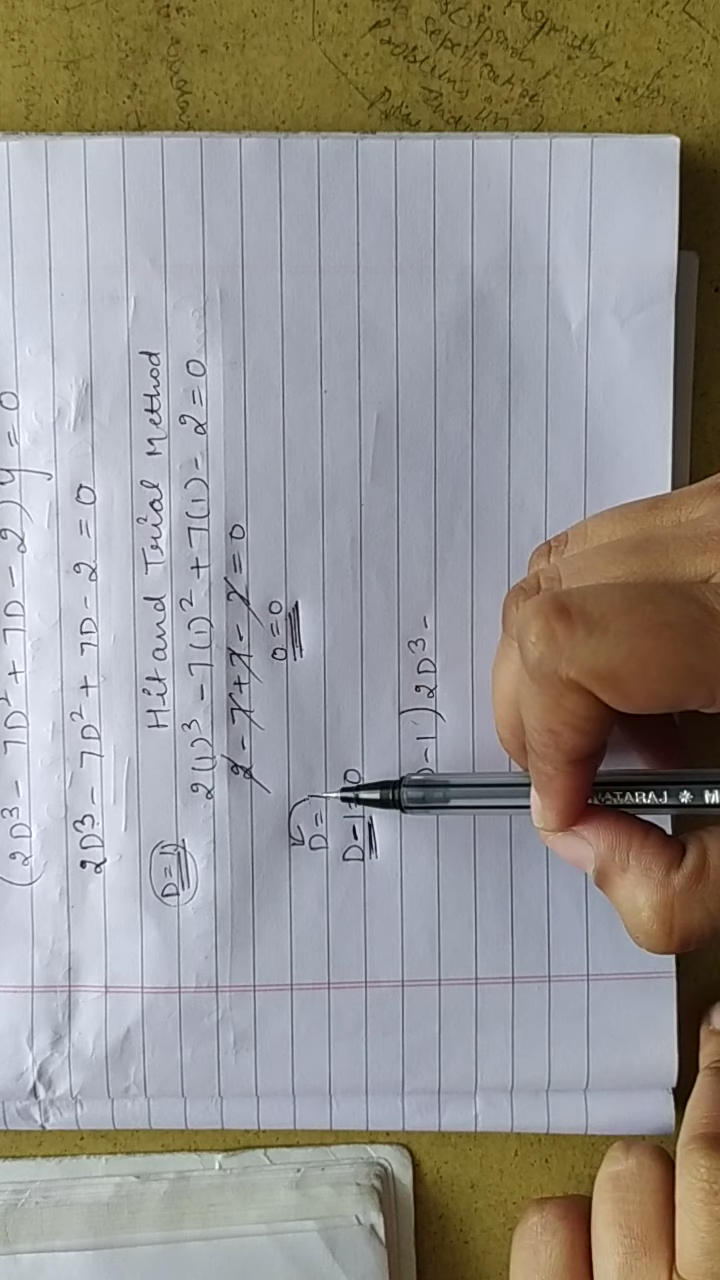 (2D³ - 7D² + 7D - 2) y = 0
2D³ - 7D² + 7D - 2 = 0
Hit and Trial Method
D = 1
2(1)³ - 7(1)² + 7(1) - 2 = 0
2 - 7 + 7 - 2 = 0
0 = 0
D =
D - 1 = 0
- 1 ) 2D³ -
NATARAJ